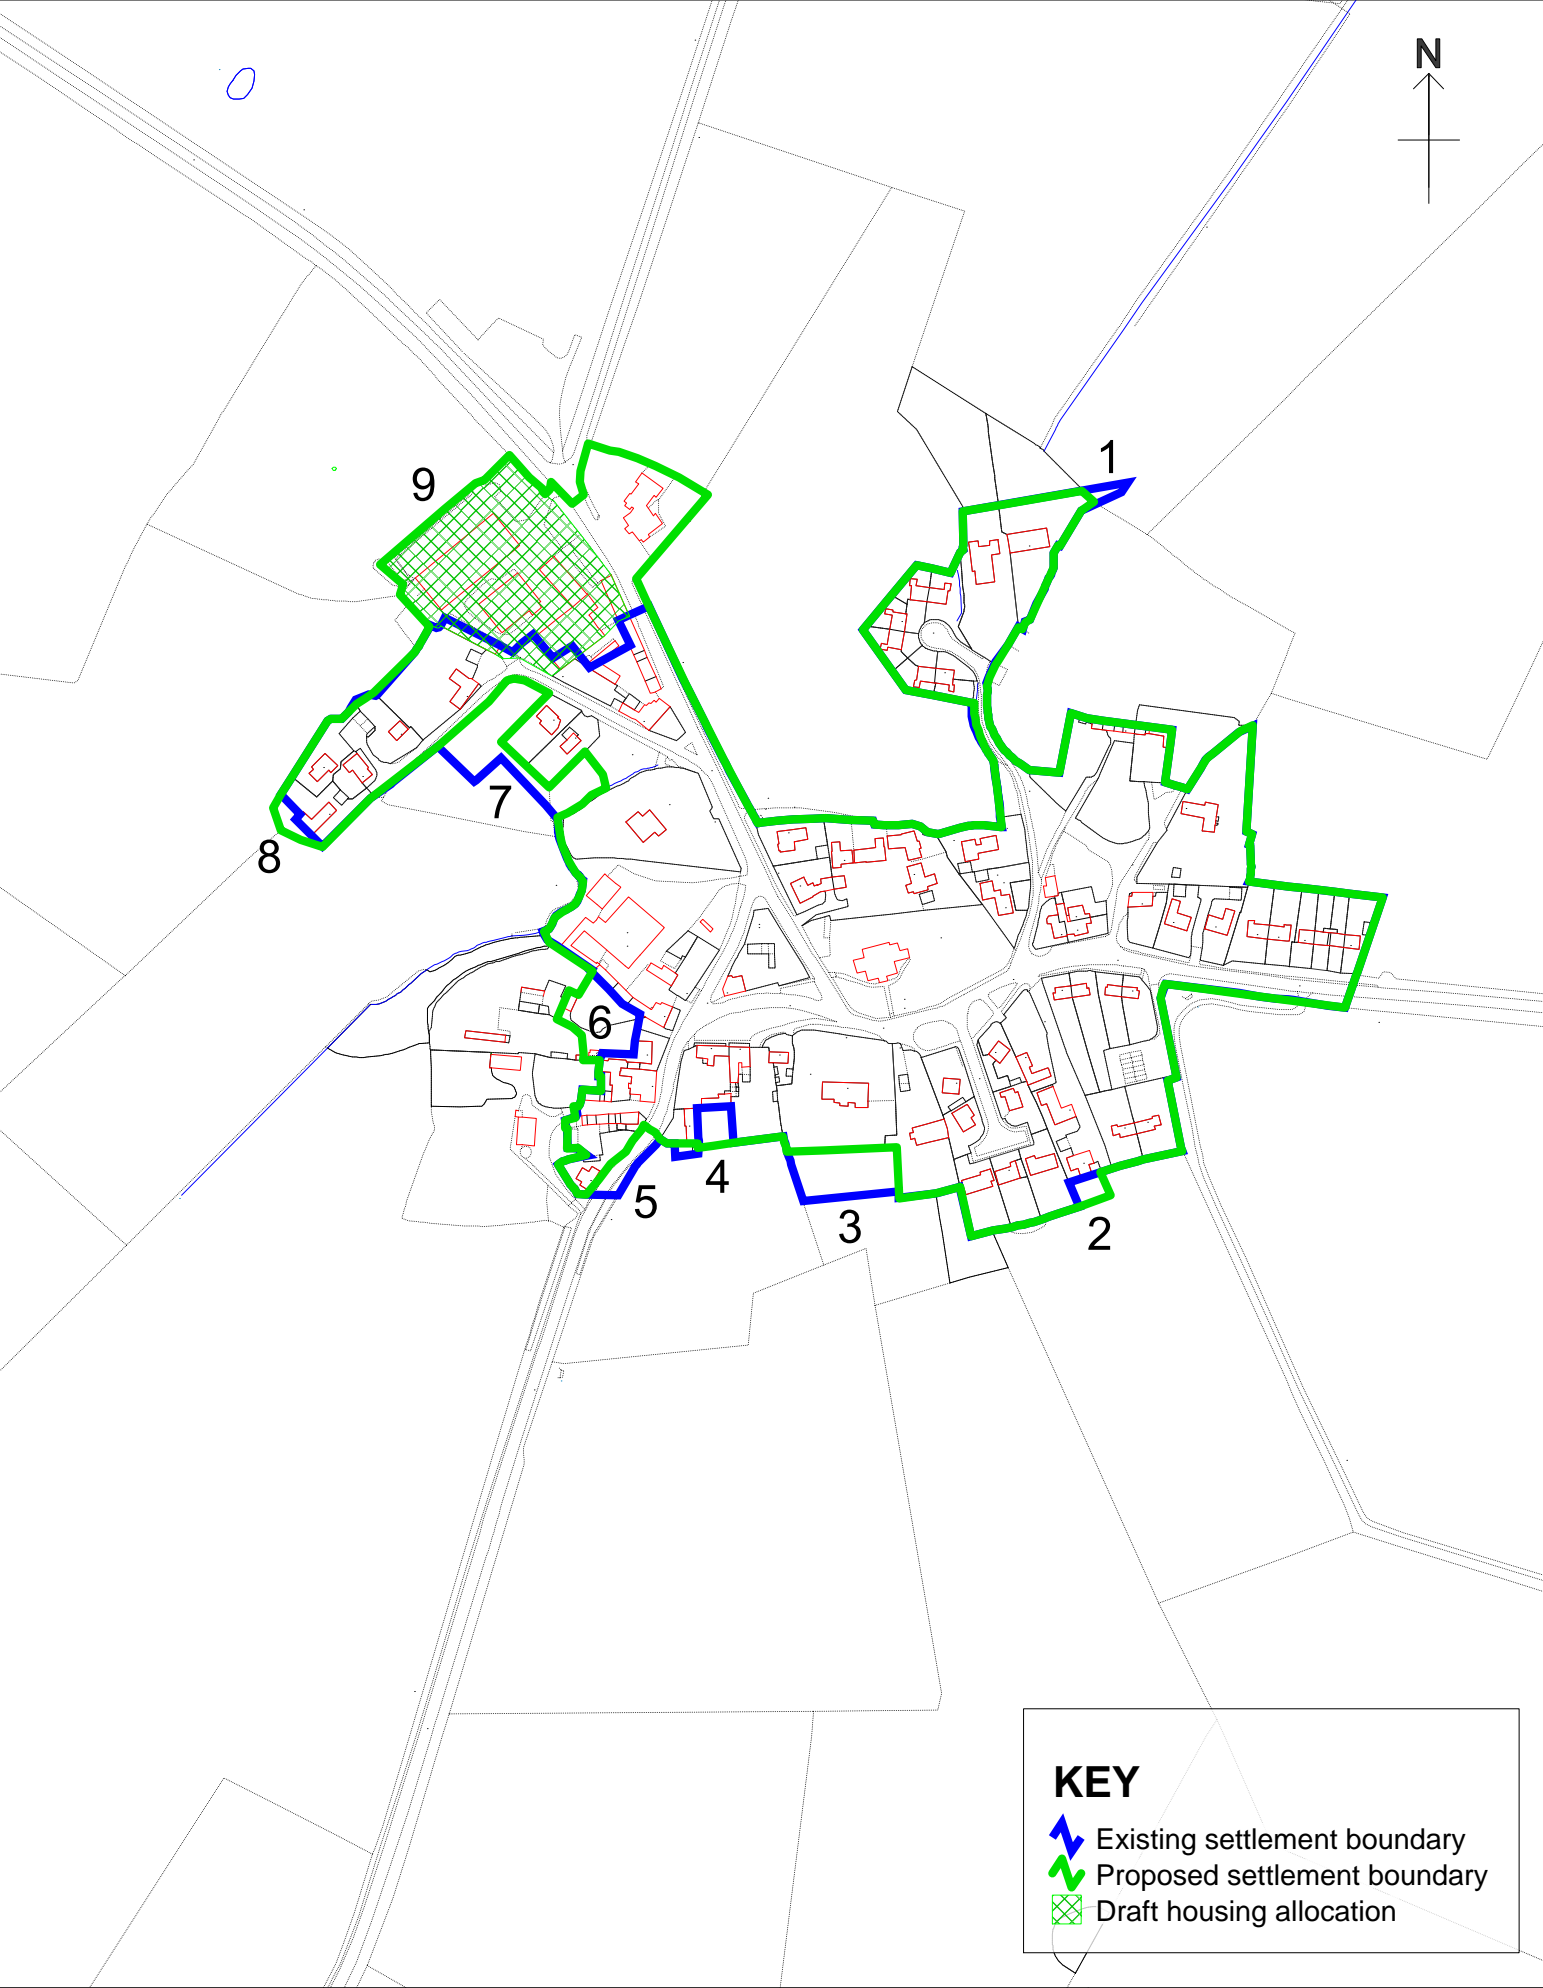 N
1
9
7
8
6
5
4
3
2
KEY
Existing settlement boundary
Proposed settlement boundary
Draft housing allocation